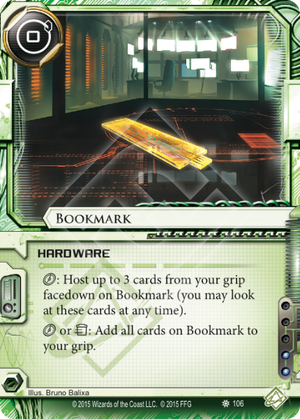 0
BOOKMARK
HARDWARE
: Host up to 3 cards from your grip
facedown on Bookmark (you may look
at these cards at any time).
or : Add all cards on Bookmark to
your grip.
Illus. Bruno Balixa
© 2015 Wizards of the Coast LLC. © 2015 FFG
106